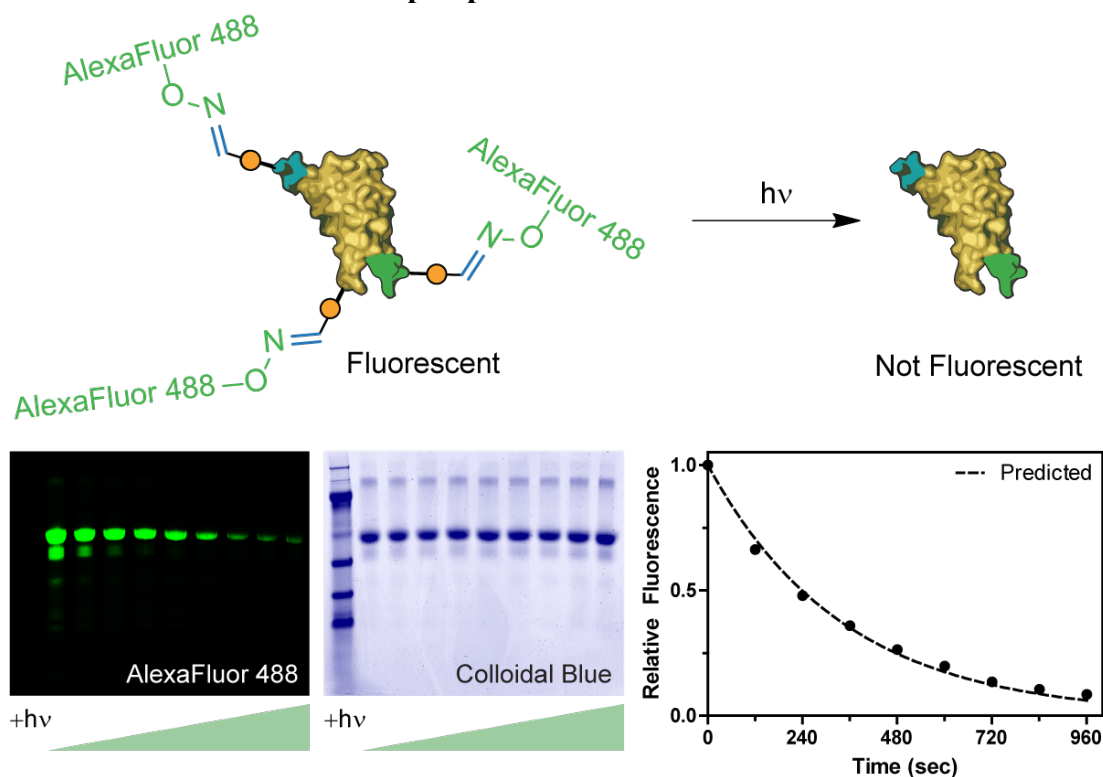 AlexaFluor 488
O
N
AlexaFluor 488
N
O
hν
N
O
AlexaFluor 488
Fluorescent
Not Fluorescent
AlexaFluor 488
+hν
Colloidal Blue
+hν
Relative Fluorescence
1.0
0.5
0.0
Predicted
0 240 480 720 960
Time (sec)